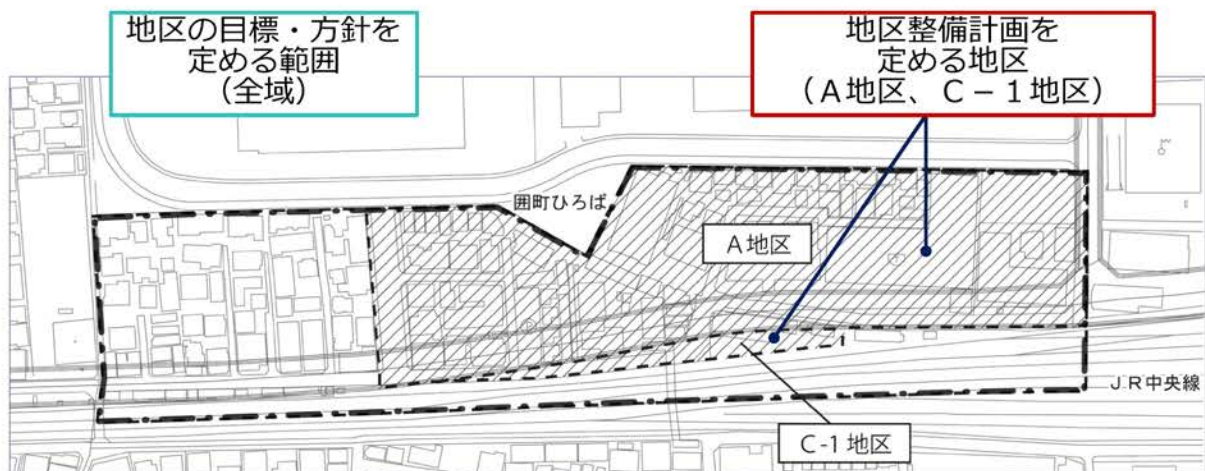 地区の目標・方針を
定める範囲
（全域）
地区整備計画を
定める地区
（A地区、C－1地区）
囲町ひろば
A地区
JR中央線
C-1地区